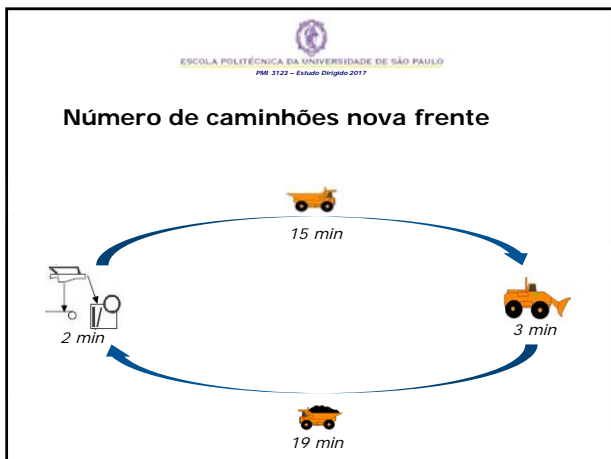 ESCOLA POLITÉCNICA DA UNIVERSIDADE DE SÃO PAULO
PMI 3123 – Estudo Dirigido 2017
Número de caminhões nova frente
15 min
2 min
3 min
19 min